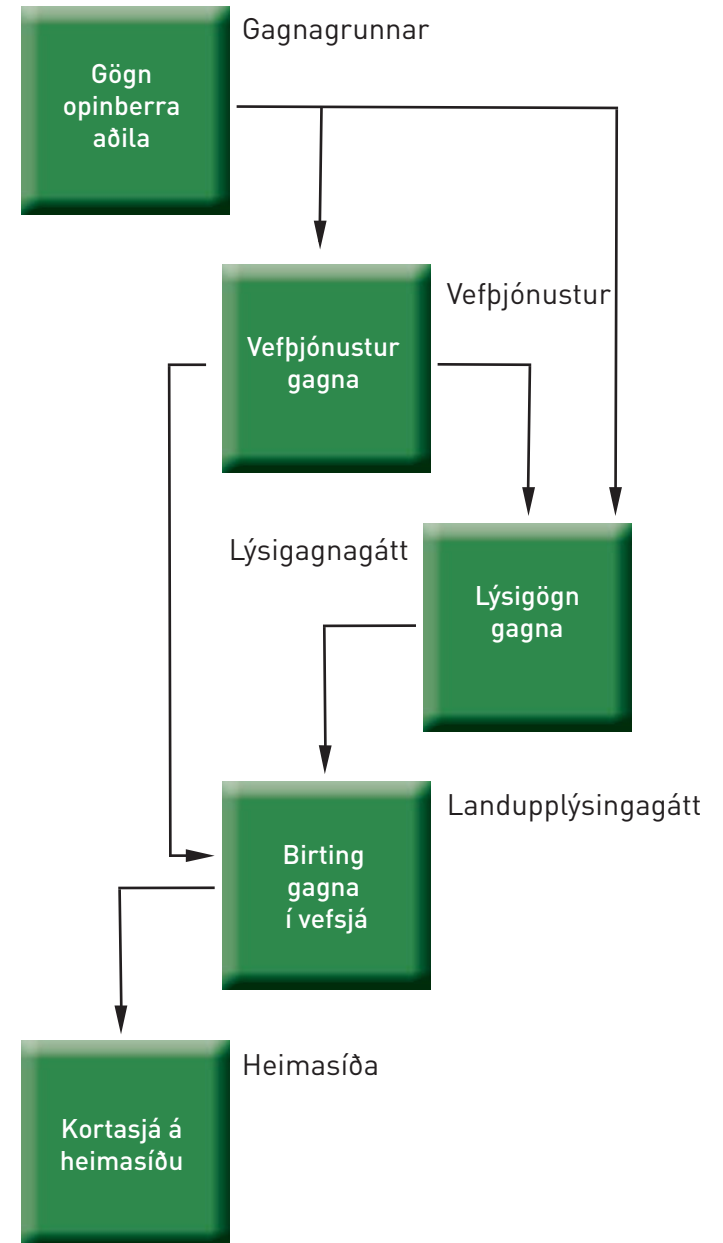 Gagnagrunnar
Gögn
opinberra
aðila
Vefþjónustur
Vefþjónustur
gagna
Lýsigagnagátt
Lýsigögn
gagna
Landupplýsingagátt
Birting
gagna
í vefsjá
Heimasíða
Kortasjá á
heimasíðu